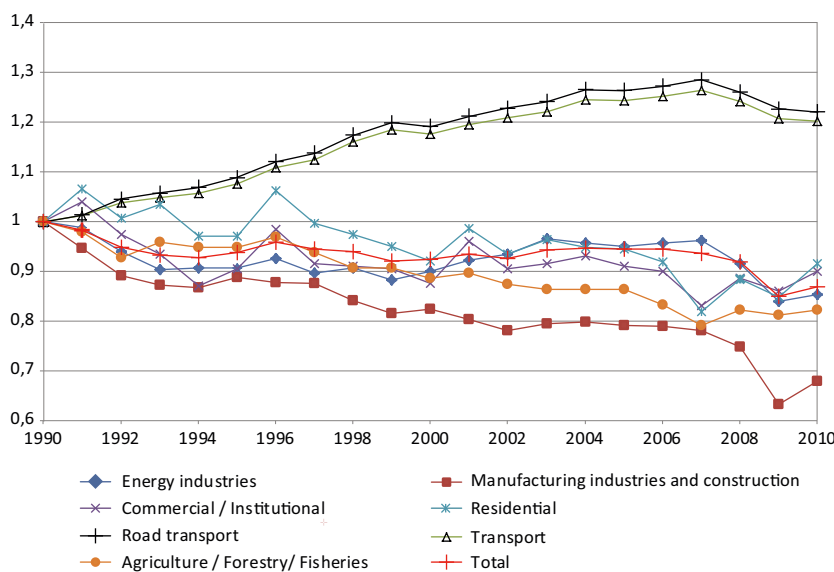 1,4
1,3
1,2
1,1
1
0,9
0,8
0,7
0,6
1990 1992 1994 1996 1998 2000 2002 2004 2006 2008 2010
Energy industries Manufacturing industries and construction
Commercial / Institutional Residential
Road transport Transport
Agriculture / Forestry/ Fisheries Total